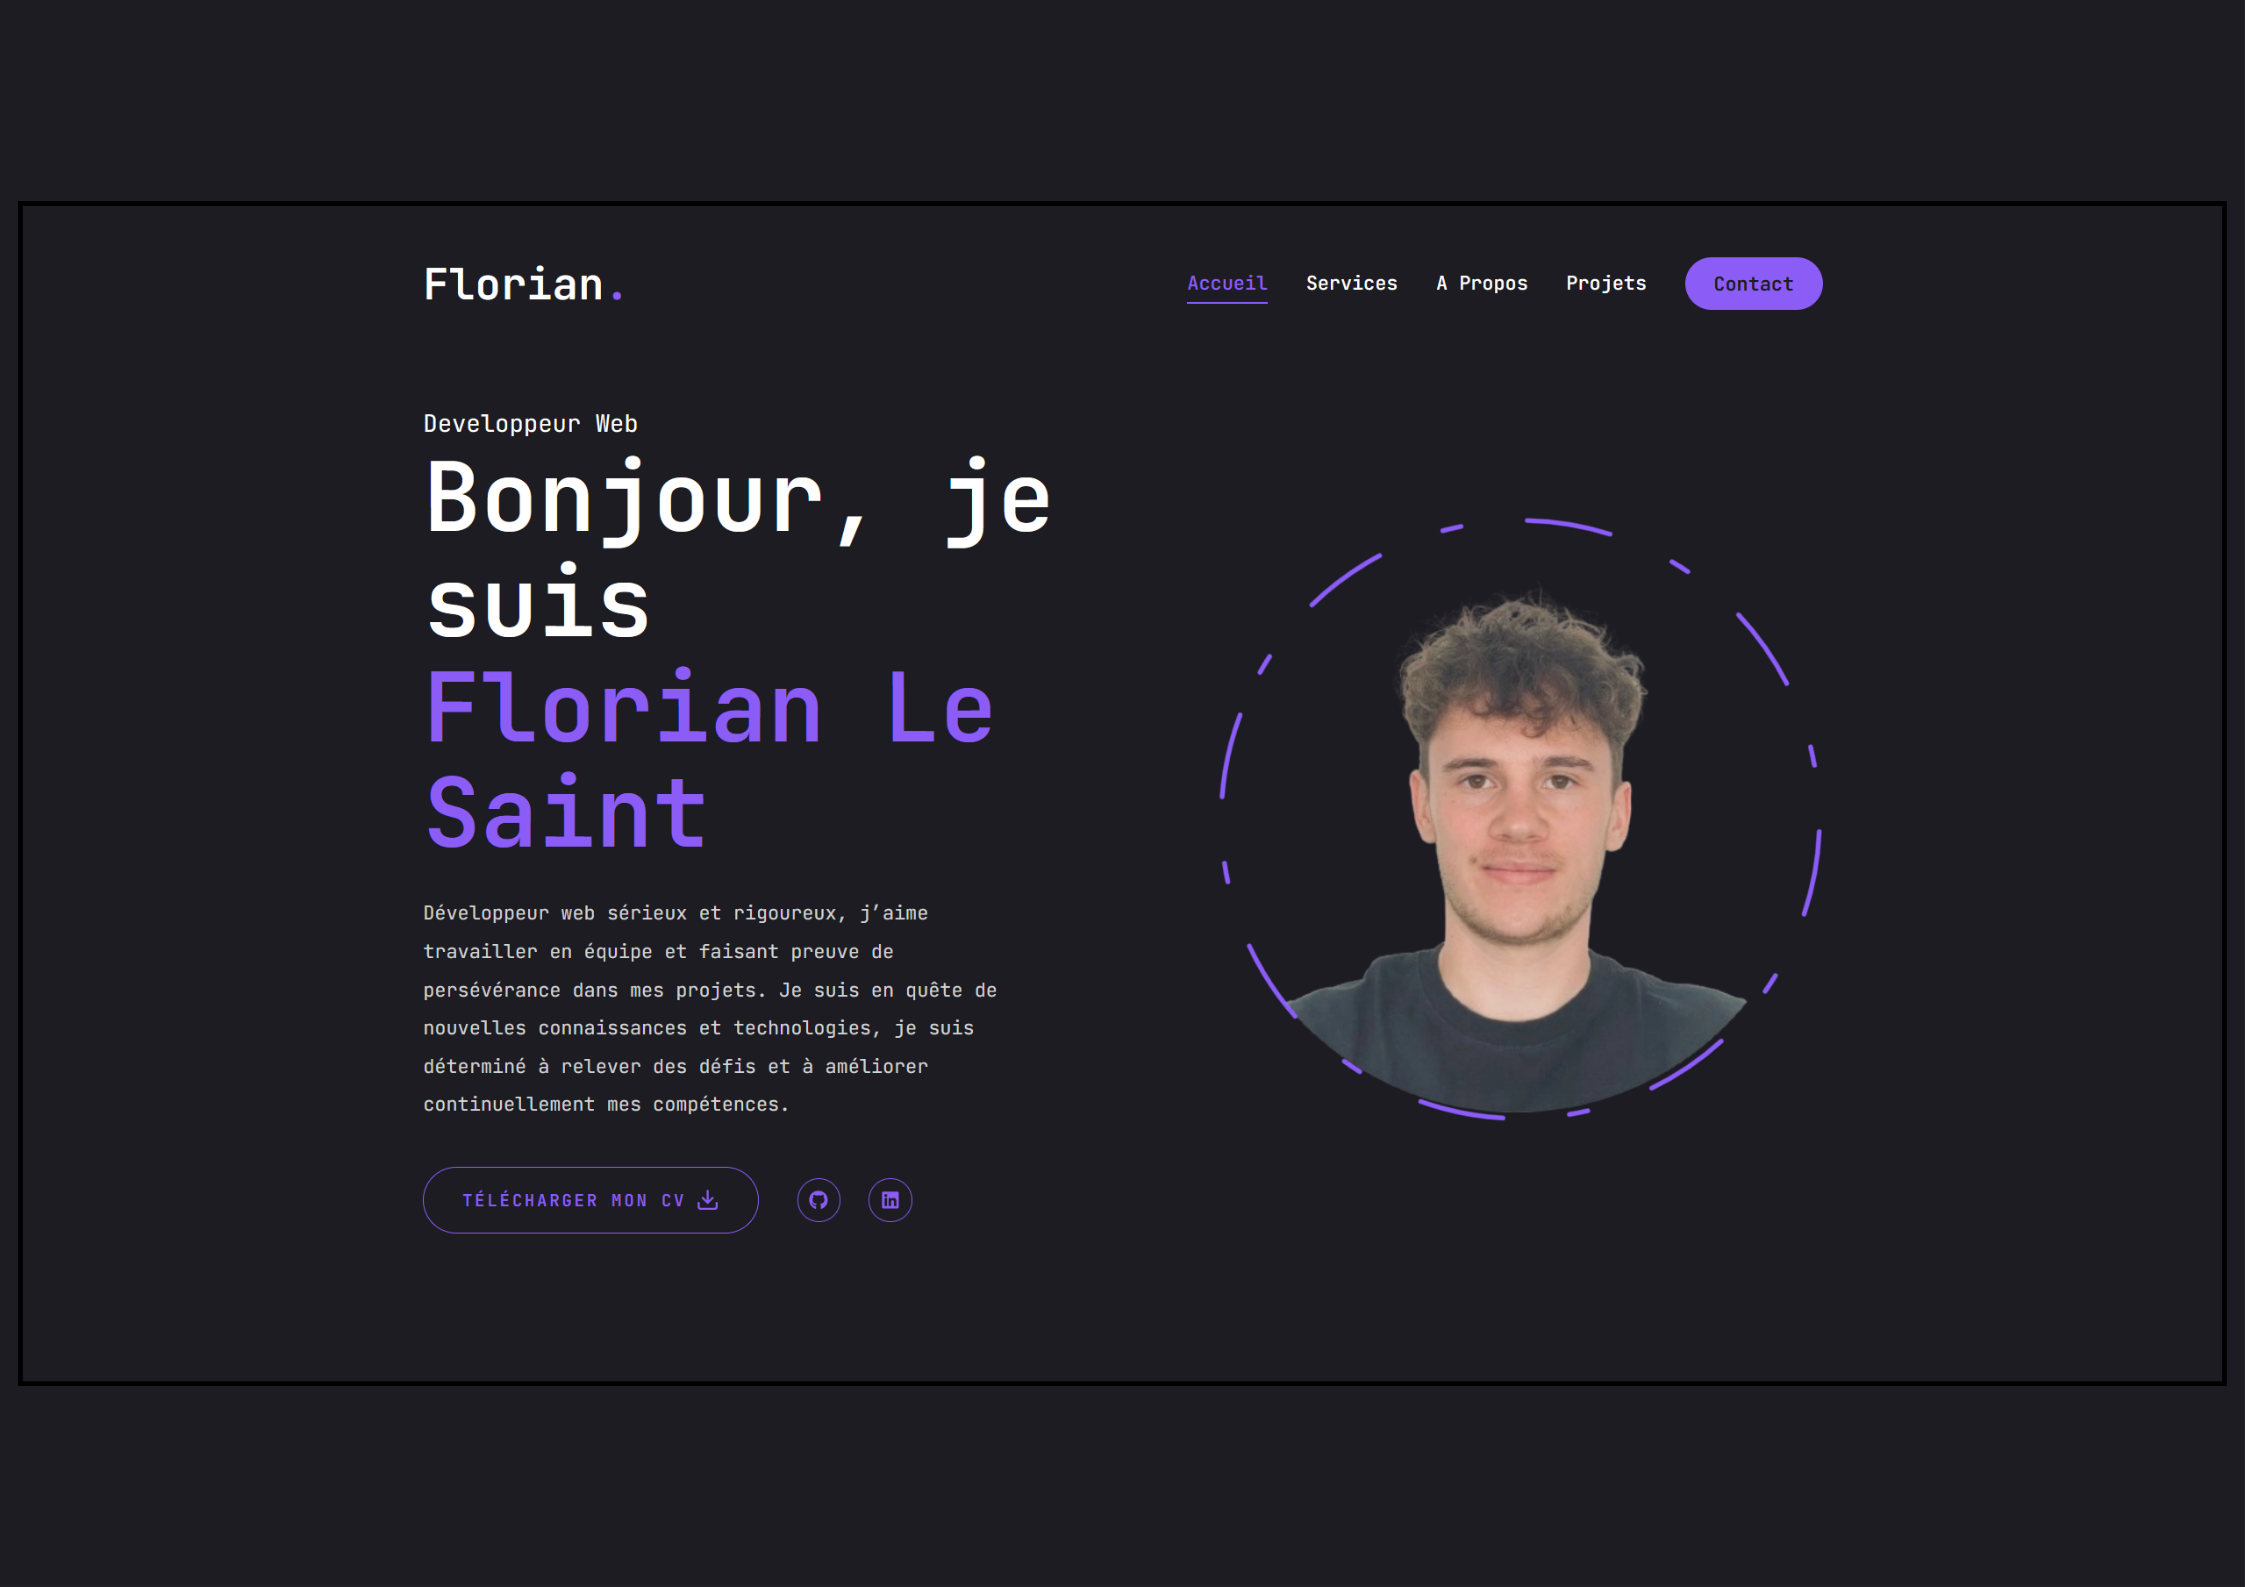 Florian.
Accueil Services A Propos Projets Contact
Developpeur Web
Bonjour, je
suis
Florian Le
Saint
Développeur web sérieux et rigoureux, j’aime
travailler en équipe et faisant preuve de
persévérance dans mes projets. Je suis en quête de
nouvelles connaissances et technologies, je suis
déterminé à relever des défis et à améliorer
continuellement mes compétences.
TÉLÉCHARGER MON CV
in